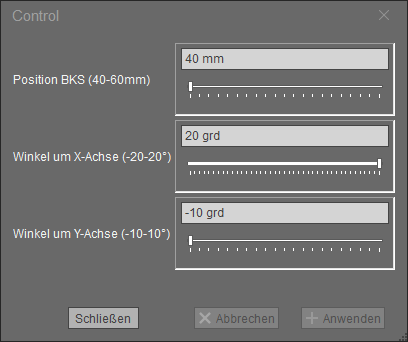 Control
40 mm
Position BKS (40-60mm)
20 grd
Winkel um X-Achse (-20-20°)
-10 grd
Winkel um Y-Achse (-10-10°)
Schließen Abbrechen Anwenden